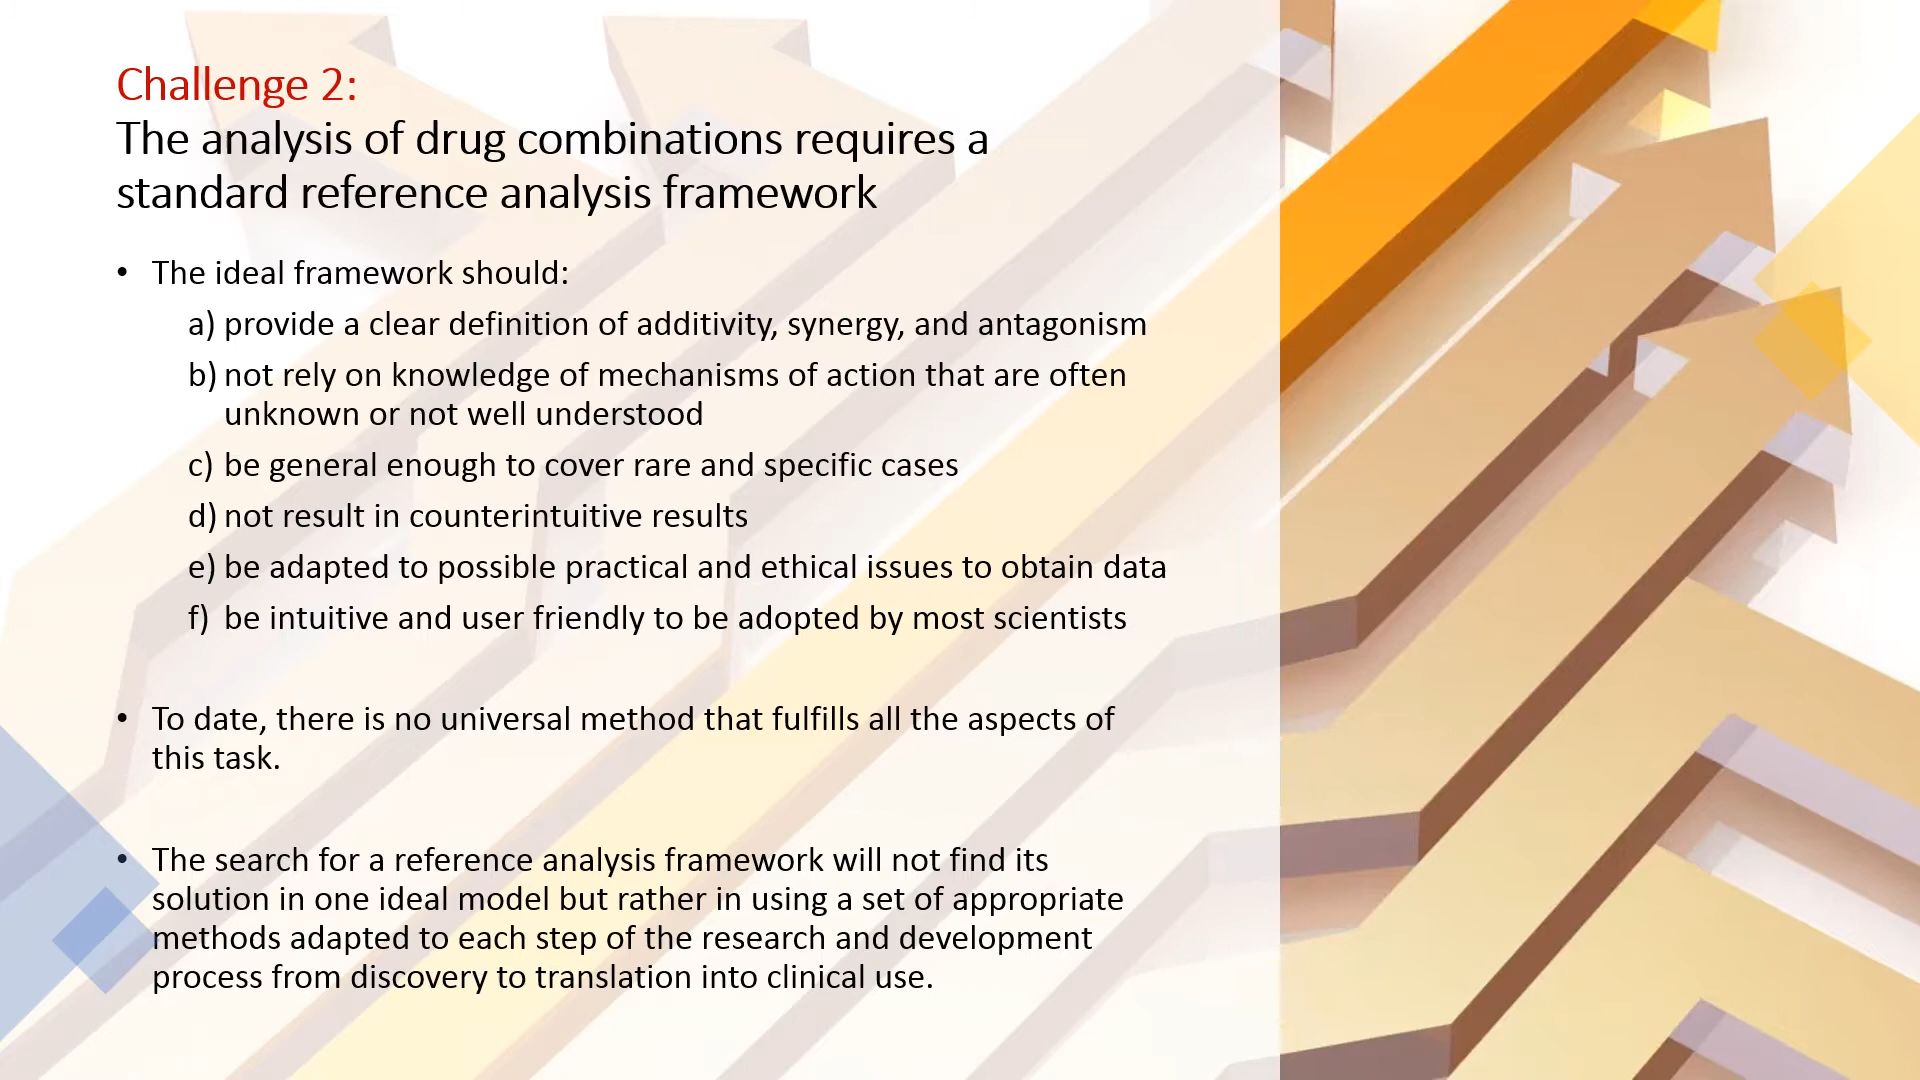 Challenge 2:
The analysis of drug combinations requires a
standard reference analysis framework
• The ideal framework should:
a) provide a clear definition of additivity, synergy, and antagonism
b) not rely on knowledge of mechanisms of action that are often
unknown or not well understood
c) be general enough to cover rare and specific cases
d) not result in counterintuitive results
e) be adapted to possible practical and ethical issues to obtain data
f) be intuitive and user friendly to be adopted by most scientists
• To date, there is no universal method that fulfills all the aspects of
this task.
• The search for a reference analysis framework will not find its
solution in one ideal model but rather in using a set of appropriate
methods adapted to each step of the research and development
process from discovery to translation into clinical use.